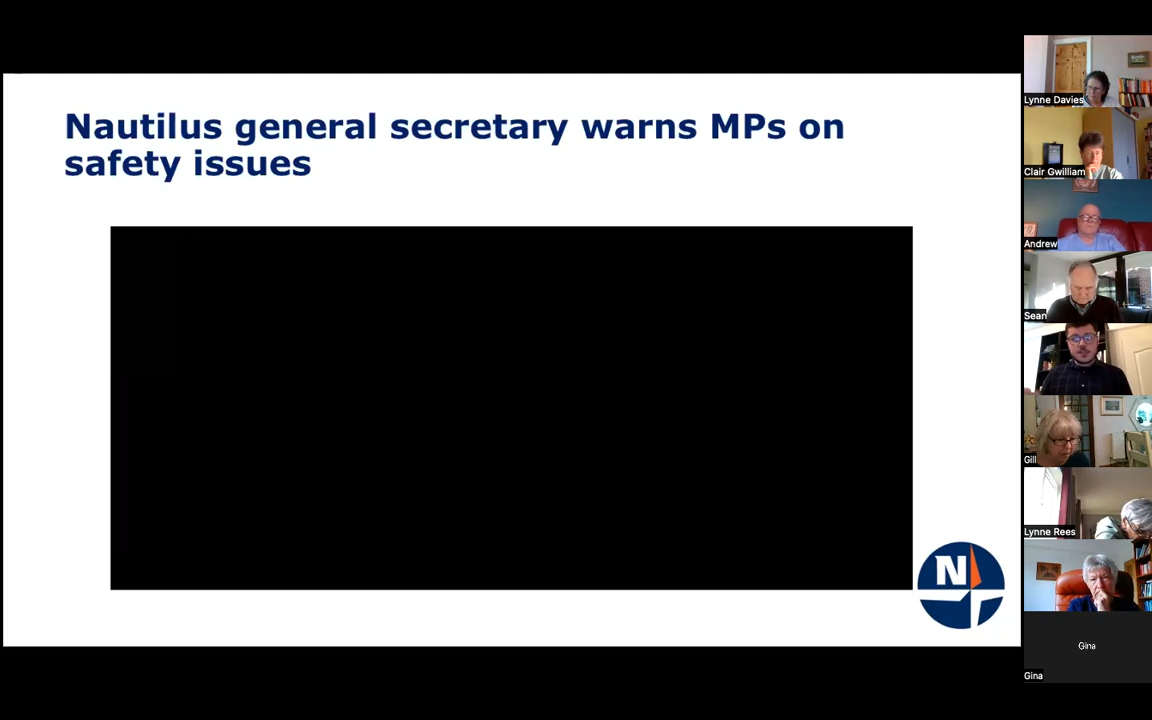 Nautilus general secretary warns MPs on
safety issues
N
Lynne Davies
Clair Gwilliam
Andrew
Sean
Gill
Lynne Rees
Gina
Gina